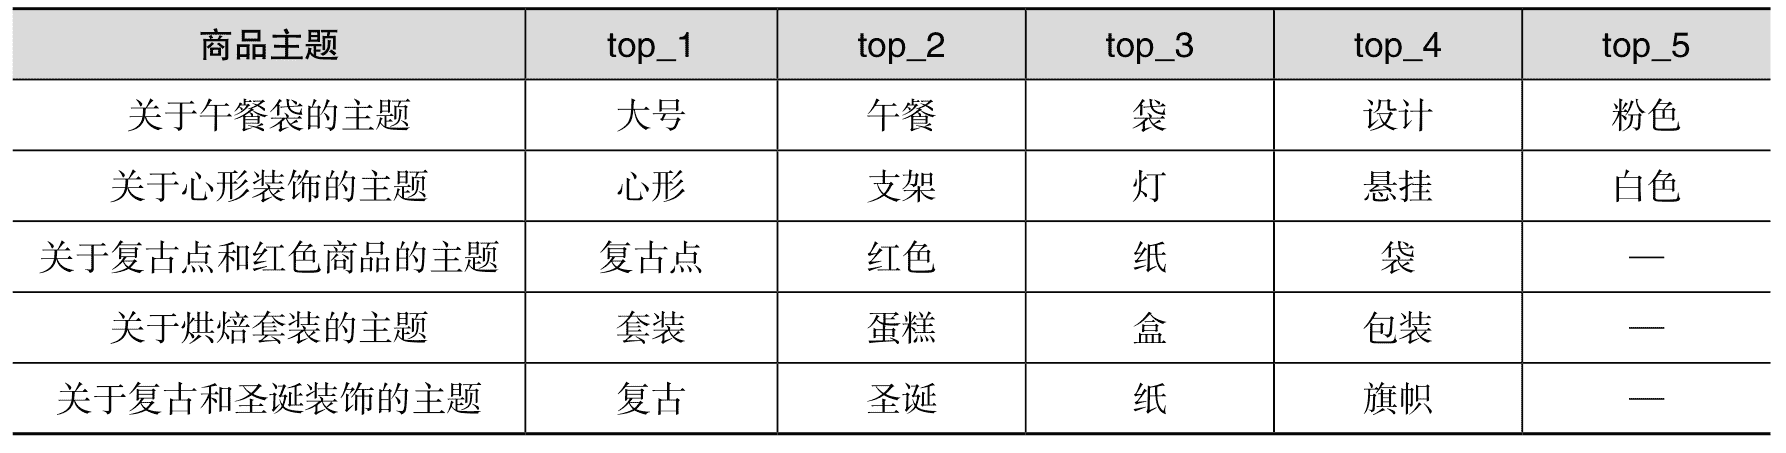 商品主题 top_1 top_2 top_3 top_4 top_5
关于午餐袋的主题 大号 午餐 袋 设计 粉色
关于心形装饰的主题 心形 支架 灯 悬挂 白色
关于复古点和红色商品的主题 复古点 红色 纸 袋 —
关于烘焙套装的主题 套装 蛋糕 盒 包装 —
关于复古和圣诞装饰的主题 复古 圣诞 纸 旗帜 —